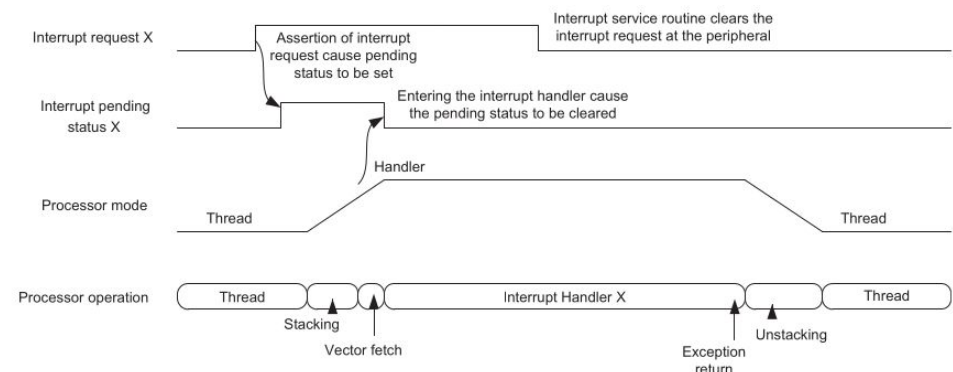 Interrupt request X
Assertion of interrupt
request cause pending
status to be set
Interrupt service routine clears the
interrupt request at the peripheral
Interrupt pending
status X
Entering the interrupt handler cause
the pending status to be cleared
Handler
Processor mode
Thread
Thread
Processor operation
Thread
Interrupt Handler X
Thread
Stacking
Unstacking
Vector fetch
Exception
return